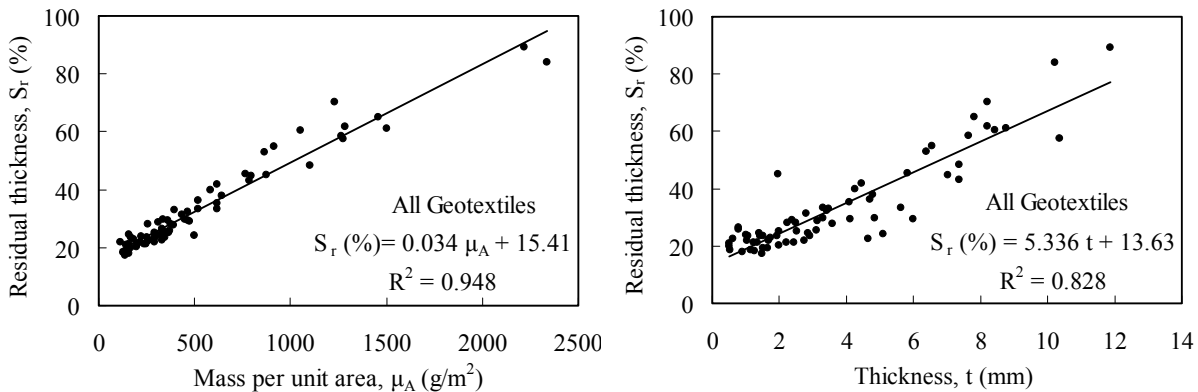 Residual thickness, Sr (%)
100
80
60
40
20
0
All Geotextiles
Sr (%)= 0.034 μA + 15.41
R2 = 0.948
0 500 1000 1500 2000 2500
Mass per unit area, μA (g/m2)
Residual thickness, Sr (%)
100
80
60
40
20
0
All Geotextiles
Sr (%) = 5.336 t + 13.63
R2 = 0.828
0 2 4 6 8 10 12 14
Thickness, t (mm)